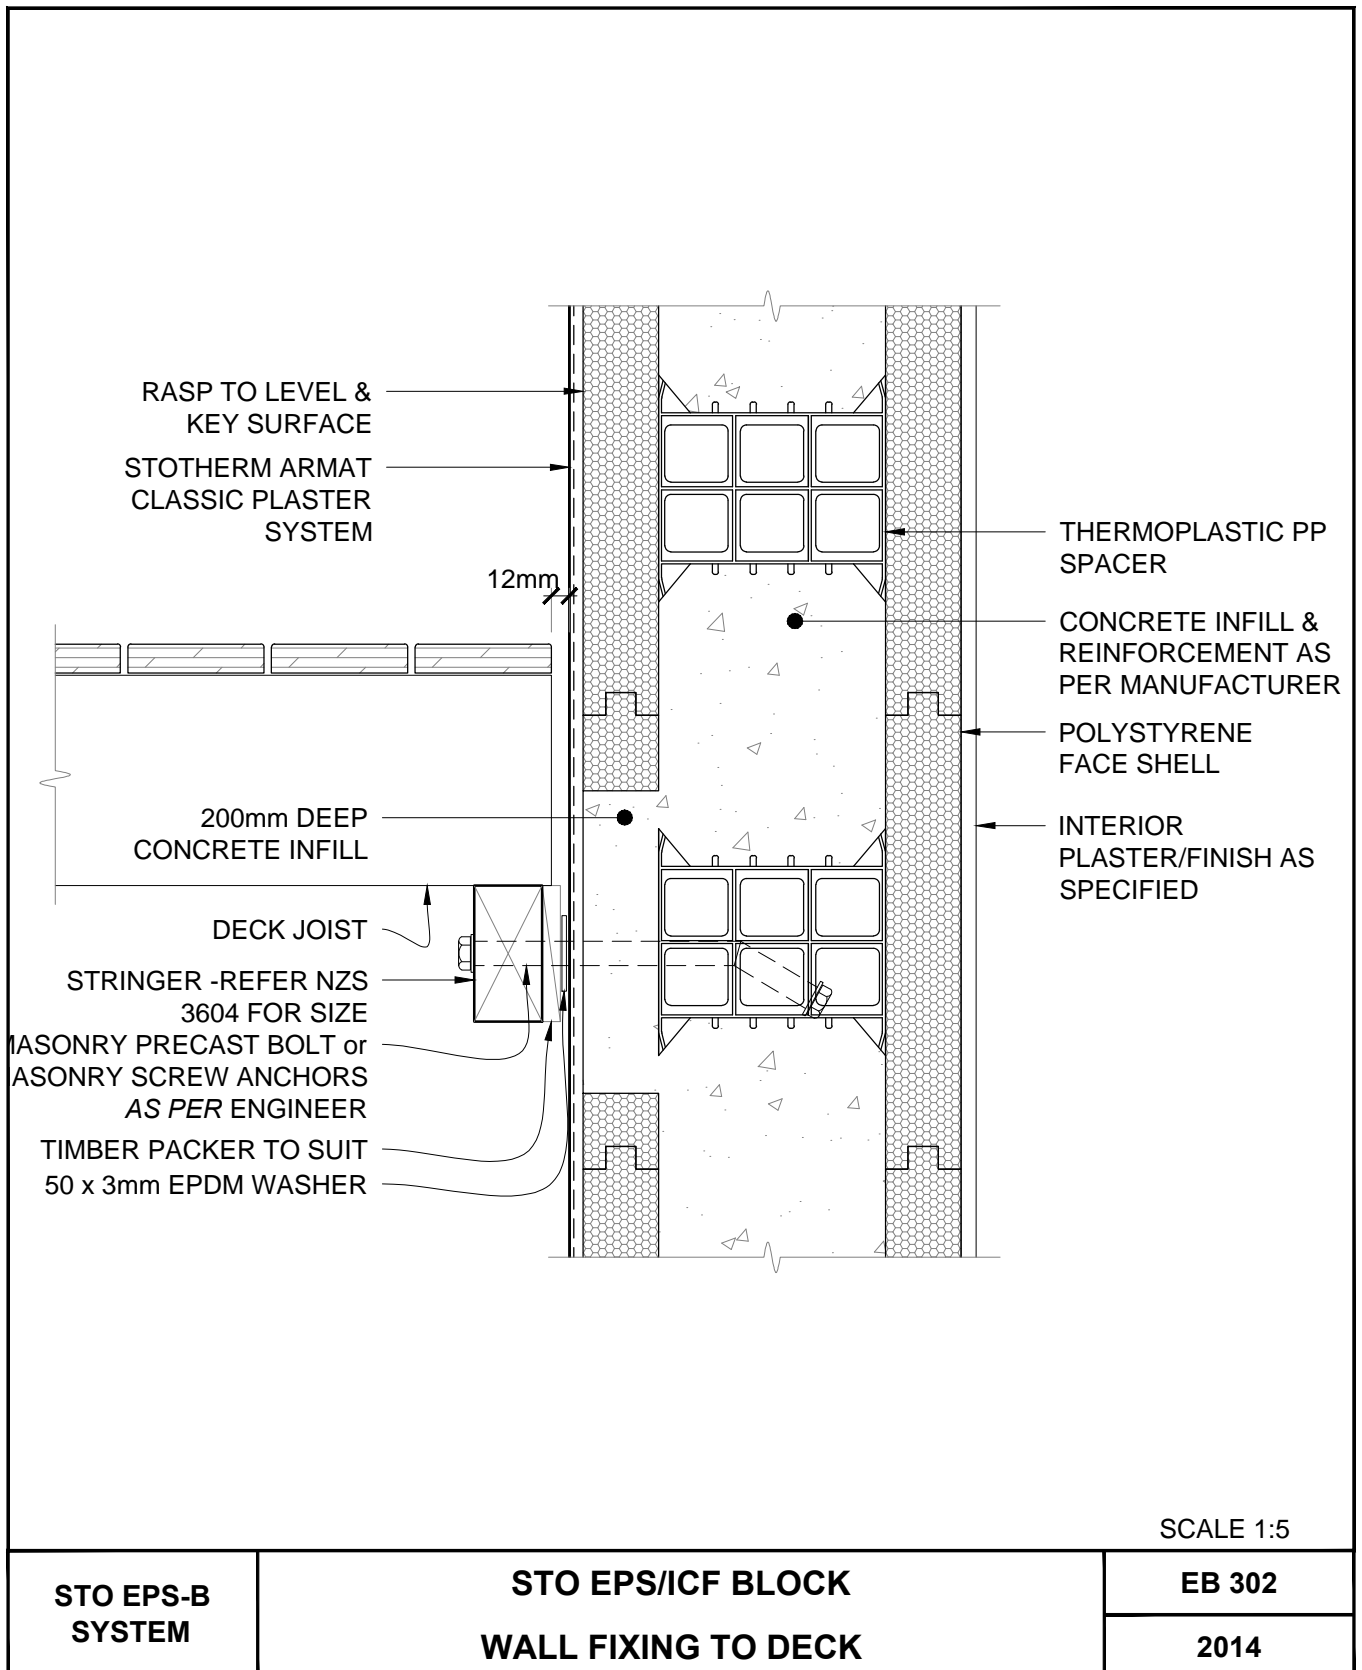 RASP TO LEVEL &
KEY SURFACE
STOTHERM ARMAT
CLASSIC PLASTER
SYSTEM
12mm
200mm DEEP
CONCRETE INFILL
DECK JOIST
STRINGER -REFER NZS
3604 FOR SIZE
MASONRY PRECAST BOLT or
ASONRY SCREW ANCHORS
AS PER ENGINEER
TIMBER PACKER TO SUIT
50 x 3mm EPDM WASHER
THERMOPLASTIC PP
SPACER
CONCRETE INFILL &
REINFORCEMENT AS
PER MANUFACTURER
POLYSTYRENE
FACE SHELL
INTERIOR
PLASTER/FINISH AS
SPECIFIED
SCALE 1:5
STO EPS-B
SYSTEM
STO EPS/ICF BLOCK
WALL FIXING TO DECK
EB 302
2014